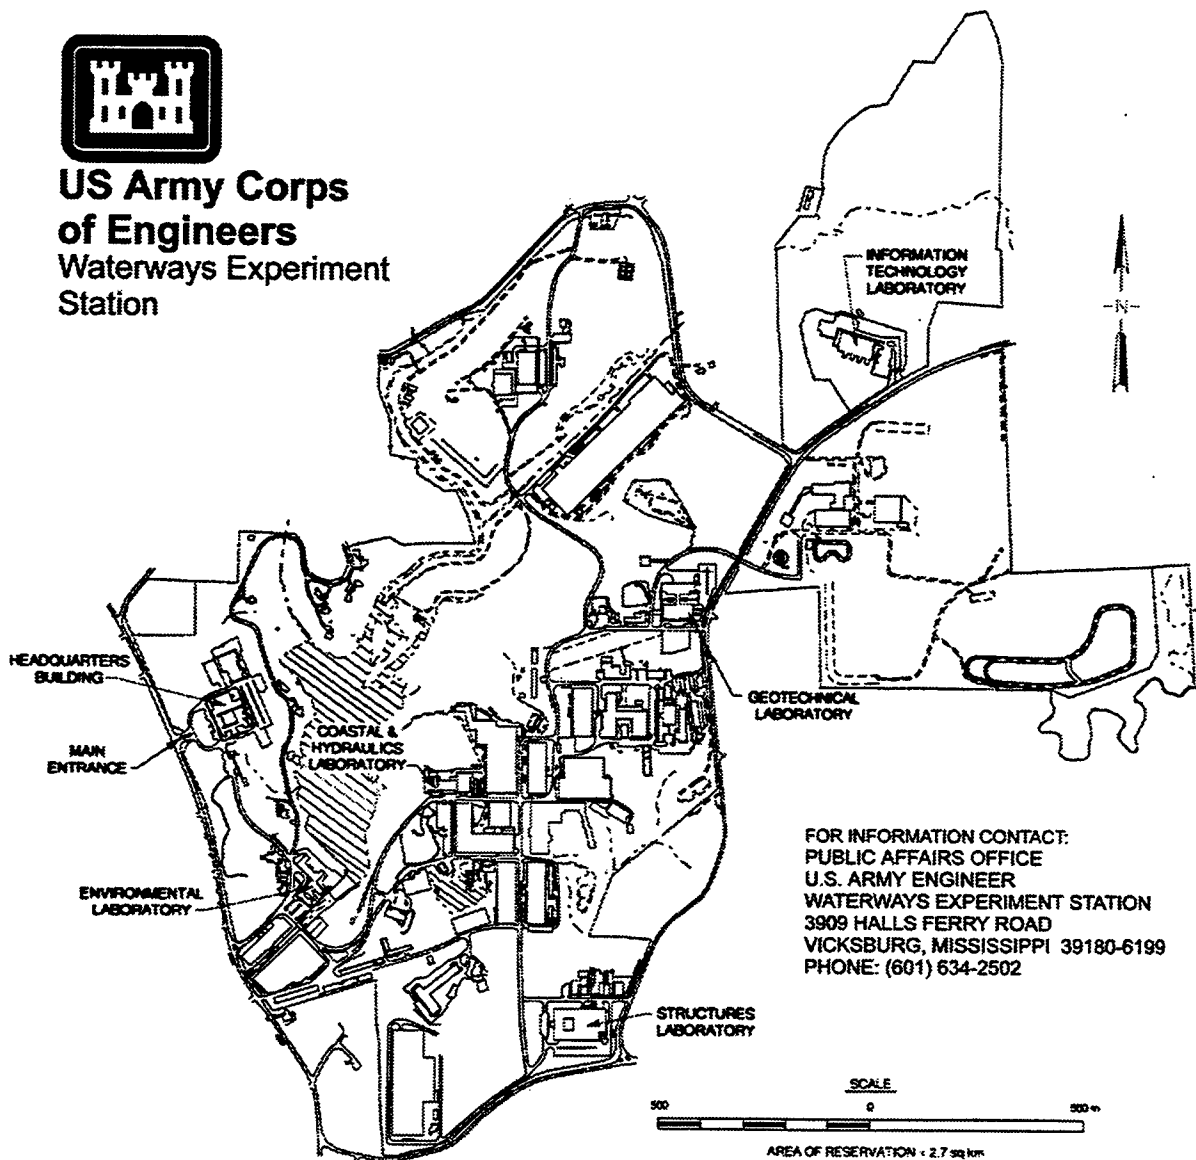 US Army Corps
of Engineers
Waterways Experiment
Station
INFORMATION
TECHNOLOGY
LABORATORY
N
HEADQUARTERS
BUILDING
MAIN
ENTRANCE
COASTAL &
HYDRAULICS
LABORATORY
GEOTECHNICAL
LABORATORY
ENVIRONMENTAL
LABORATORY
STRUCTURES
LABORATORY
FOR INFORMATION CONTACT:
PUBLIC AFFAIRS OFFICE
U.S. ARMY ENGINEER
WATERWAYS EXPERIMENT STATION
3909 HALLS FERRY ROAD
VICKSBURG, MISSISSIPPI 39180-6199
PHONE: (601) 634-2502
SCALE
500 0 500 m
AREA OF RESERVATION 2.7 sq km